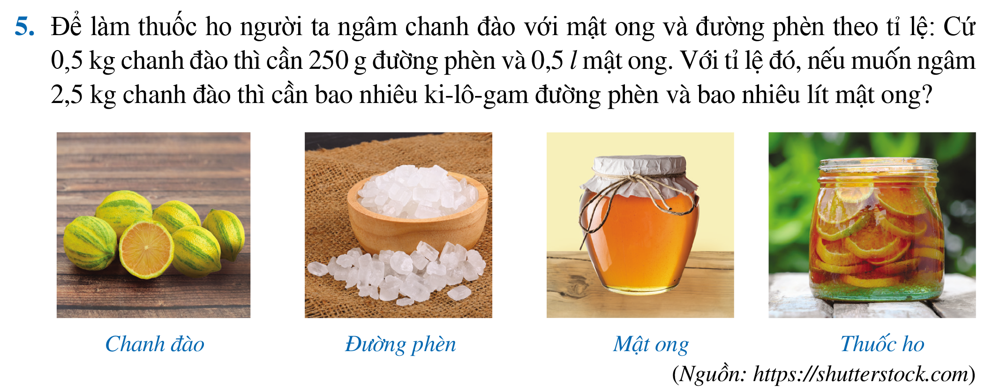 5. Để làm thuốc ho người ta ngâm chanh đào với mật ong và đường phèn theo tỉ lệ: Cứ
0,5 kg chanh đào thì cần 250 g đường phèn và 0,5 l mật ong. Với tỉ lệ đó, nếu muốn ngâm
2,5 kg chanh đào thì cần bao nhiêu ki-lô-gam đường phèn và bao nhiêu lít mật ong?
Chanh đào
Đường phèn
Mật ong
Thuốc ho
(Nguồn: https://shutterstock.com)